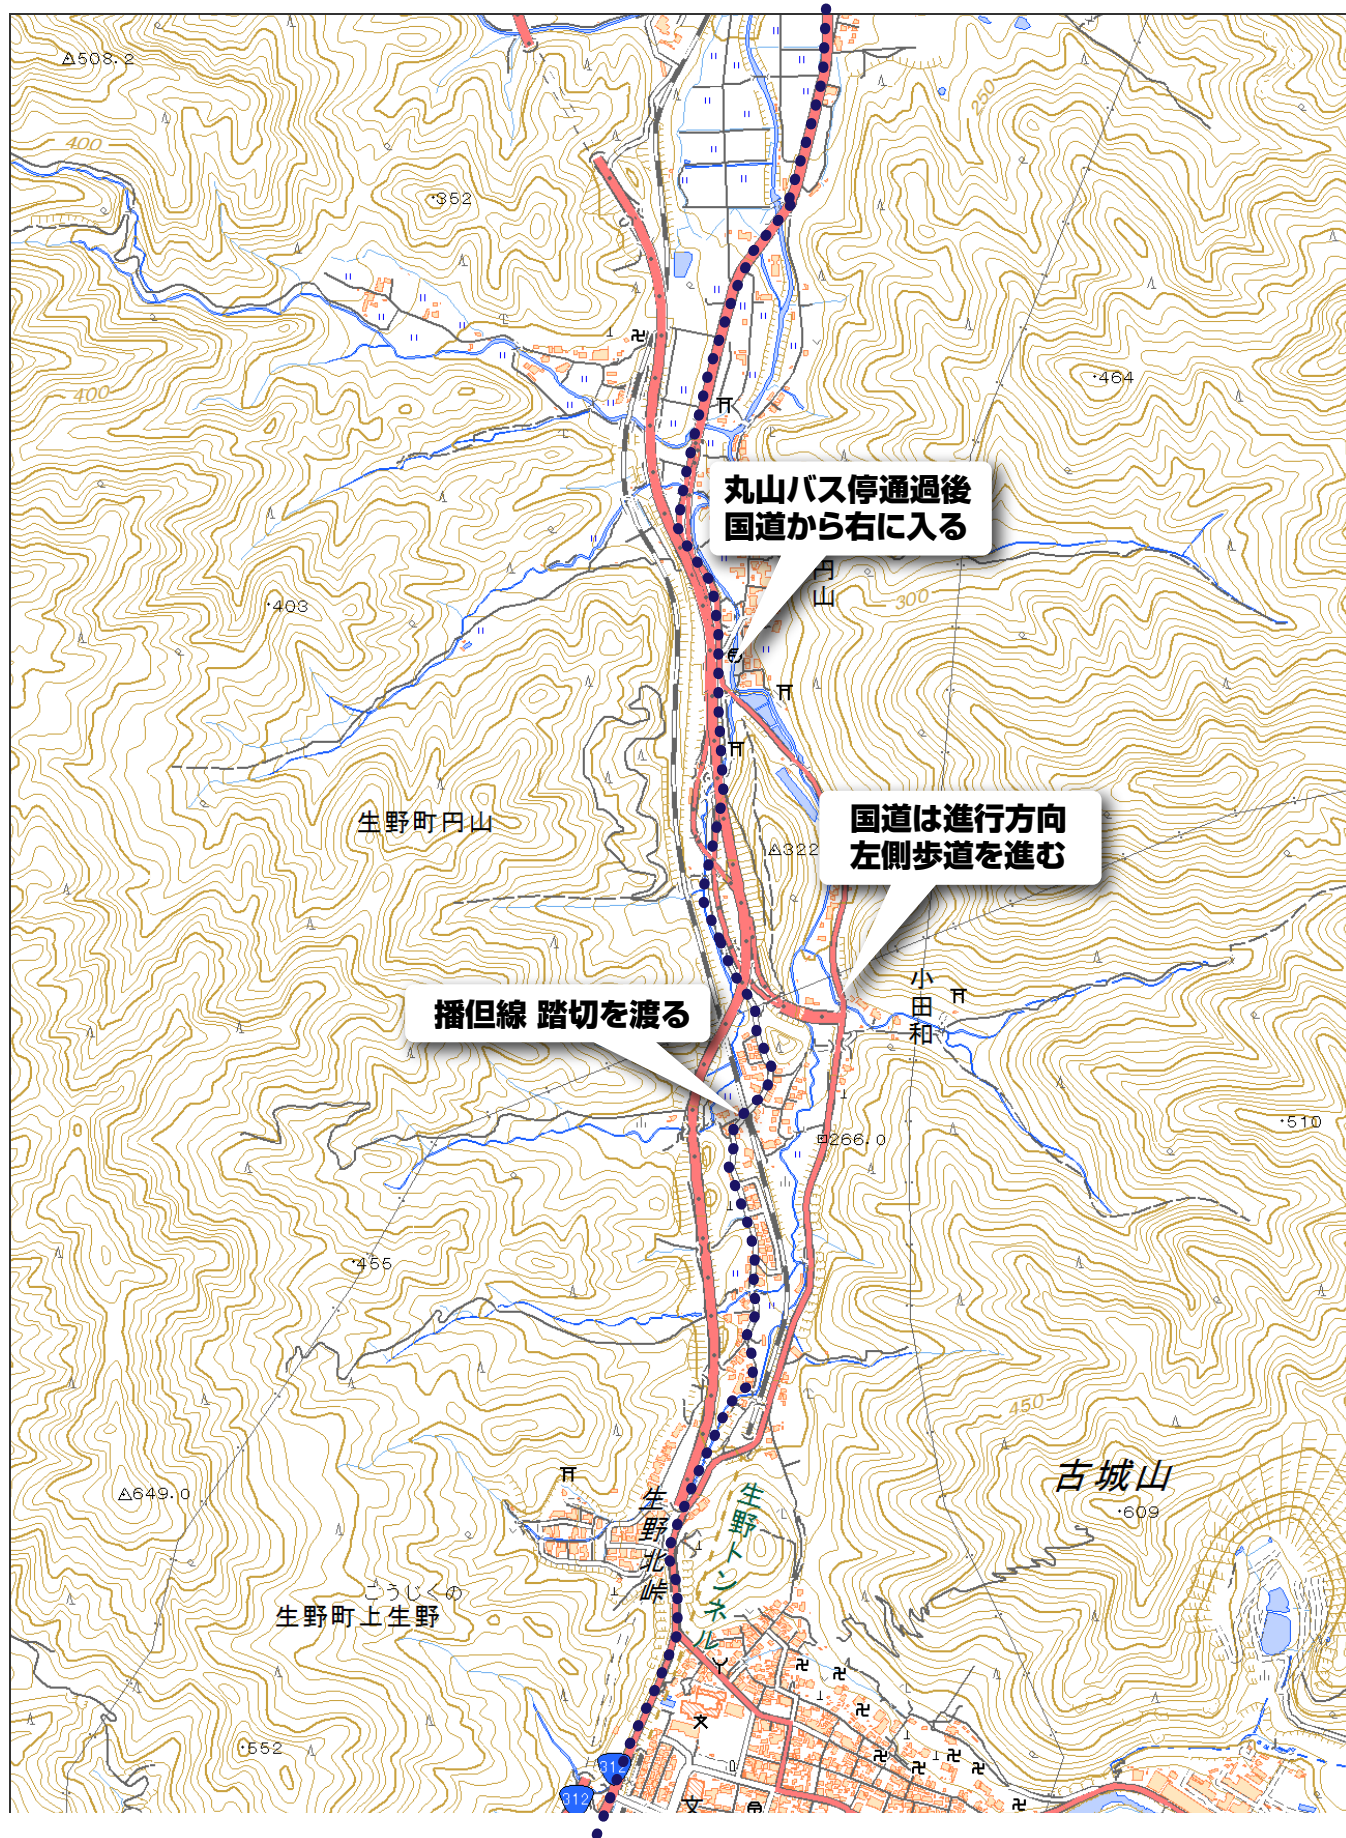 508.2
250
400
352
400
464
丸山バス停通過後
国道から右に入る
円山
403
300
生野町円山
国道は進行方向
左側歩道を進む
322
小田和
播但線 踏切を渡る
510
266.0
455
450
古城山
609
649.0
生野北峠
生野トンネル
こうじくの
生野町上生野
552
312
312